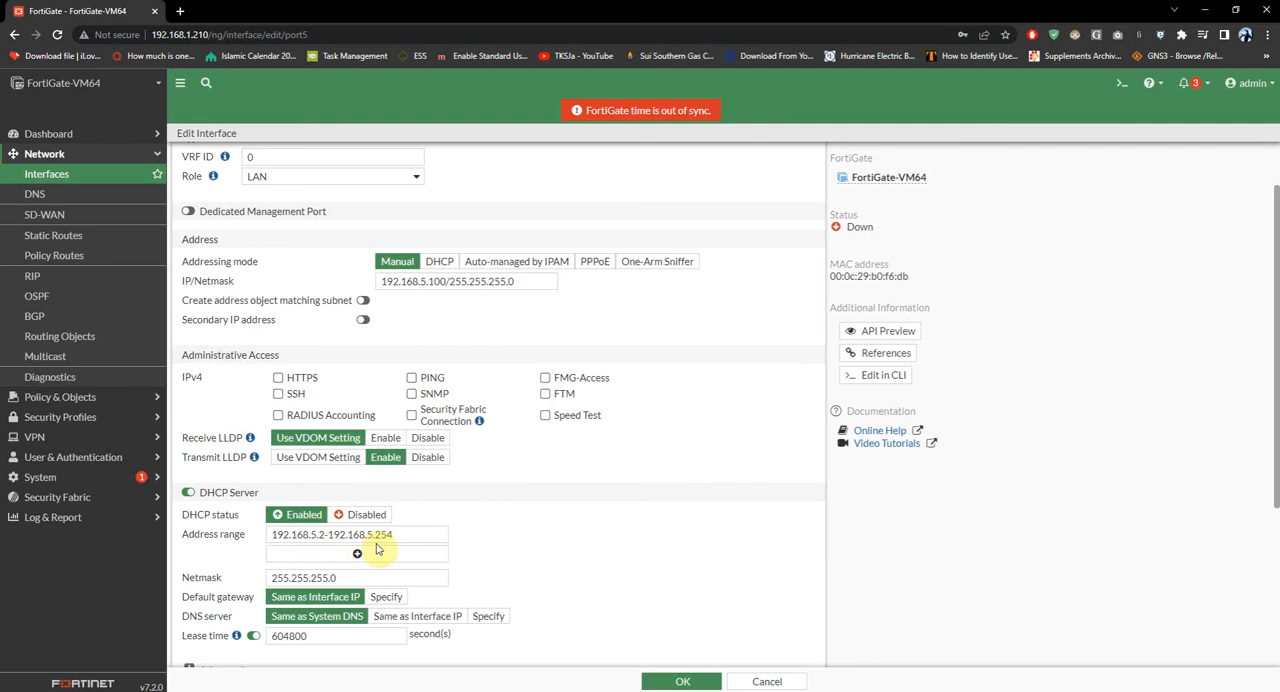 FortiGate - FortiGate-VM64
Not secure 192.168.1.210/ng/interface/edit/port5
Download file | iLov... How much is one... Islamic Calendar 20... Task Management ESS Enable Standard Us... TKSJa - YouTube Sui Southern Gas C... Download From You... Hurricane Electric B... How to Identify Use... Supplements Archiv... GNS3 - Browse /Rel... »
FortiGate-VM64
>_ 3 admin
FortiGate time is out of sync.
Edit Interface
Dashboard
Network
Interfaces
DNS
SD-WAN
Static Routes
Policy Routes
RIP
OSPF
BGP
Routing Objects
Multicast
Diagnostics
Policy & Objects
Security Profiles
VPN
User & Authentication
System 1
Security Fabric
Log & Report
FORTINET v7.2.0
VRF ID 0
Role LAN
Dedicated Management Port
Address
Addressing mode Manual DHCP Auto-managed by IPAM PPPoE One-Arm Sniffer
IP/Netmask 192.168.5.100/255.255.255.0
Create address object matching subnet
Secondary IP address
Administrative Access
IPv4 HTTPS PING FMG-Access
SSH SNMP FTM
RADIUS Accounting Security Fabric Connection Speed Test
Receive LLDP Use VDOM Setting Enable Disable
Transmit LLDP Use VDOM Setting Enable Disable
DHCP Server
DHCP status Enabled Disabled
Address range 192.168.5.2-192.168.5.254
Netmask 255.255.255.0
Default gateway Same as Interface IP Specify
DNS server Same as System DNS Same as Interface IP Specify
Lease time 604800 second(s)
OK Cancel
FortiGate
FortiGate-VM64
Status
Down
MAC address
00:0c:29:b0:f6:db
Additional Information
API Preview
References
>_ Edit in CLI
Documentation
Online Help
Video Tutorials